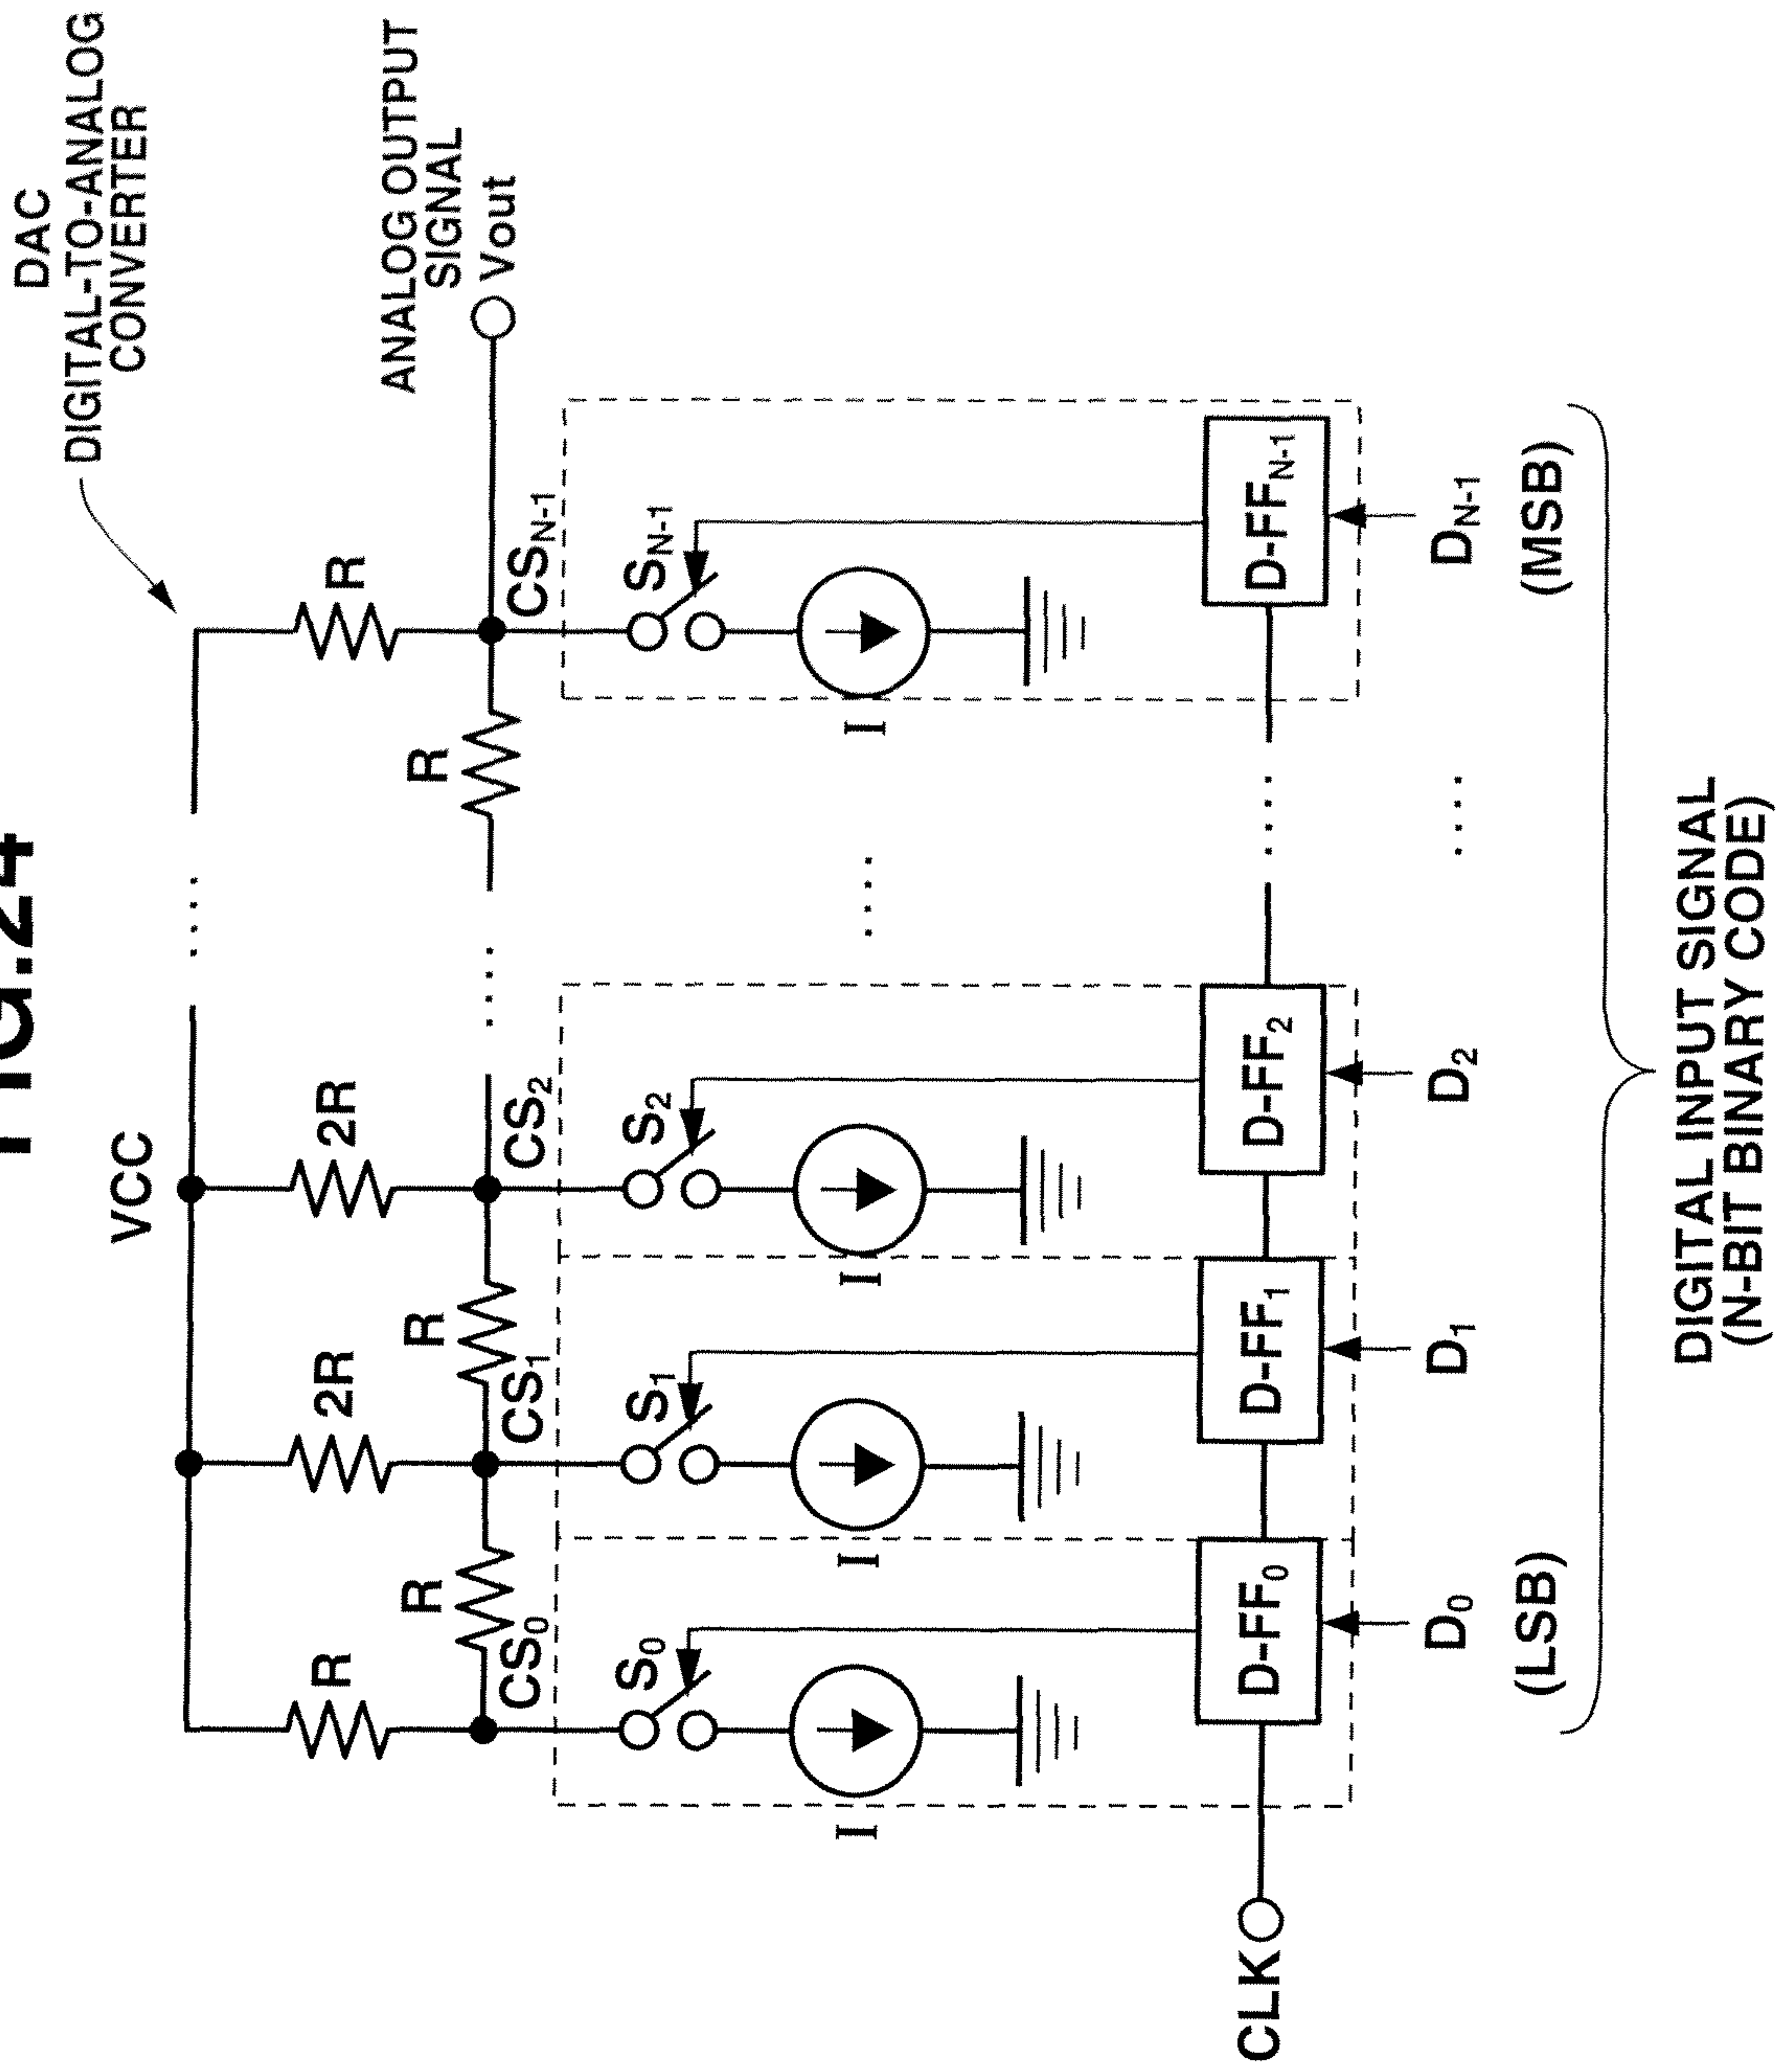 FIG.24
DAC
DIGITAL-TO-ANALOG
CONVERTER
VCC
R
2R
2R
R
ANALOG OUTPUT
SIGNAL
Vout
R
R
R
CS0
CS1
CS2
CSN-1
S0
S1
S2
SN-1
I
I
I
I
CLK
D-FF0
D-FF1
D-FF2
D-FFN-1
D0
D1
D2
DN-1
(LSB)
(MSB)
DIGITAL INPUT SIGNAL
(N-BIT BINARY CODE)